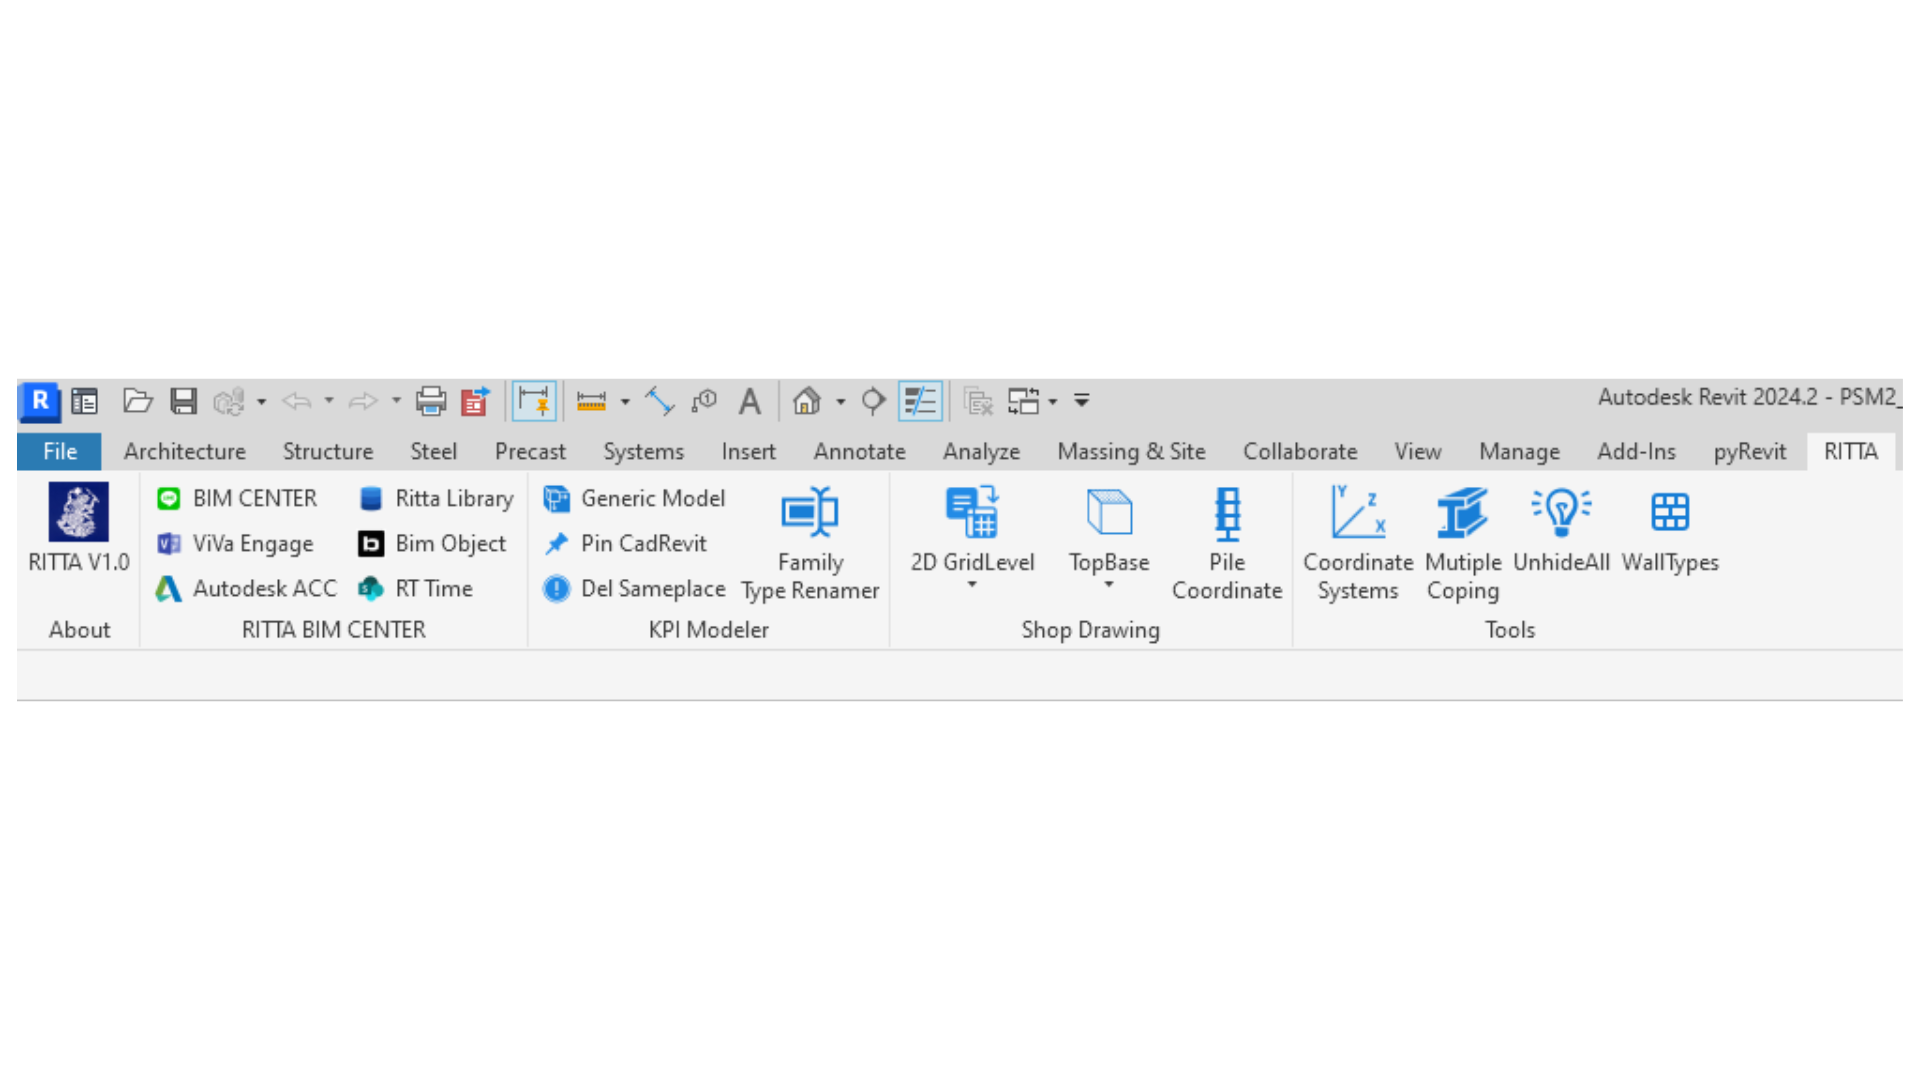 Autodesk Revit 2024.2 - PSM2_
File Architecture Structure Steel Precast Systems Insert Annotate Analyze Massing & Site Collaborate View Manage Add-Ins pyRevit RITTA
RITTA V1.0
About
BIM CENTER
ViVa Engage
Autodesk ACC
Ritta Library
Bim Object
RT Time
RITTA BIM CENTER
Generic Model
Pin CadRevit
Del Sameplace
Family
Type Renamer
KPI Modeler
2D GridLevel
TopBase
Pile
Coordinate
Shop Drawing
Coordinate
Systems
Mutiple
Coping
UnhideAll
WallTypes
Tools